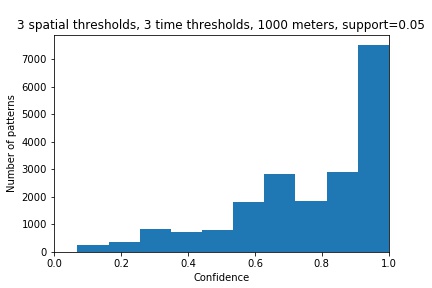 3 spatial thresholds, 3 time thresholds, 1000 meters, support=0.05
7000
6000
5000
4000
3000
2000
1000
0
Number of patterns
0.0 0.2 0.4 0.6 0.8 1.0
Confidence